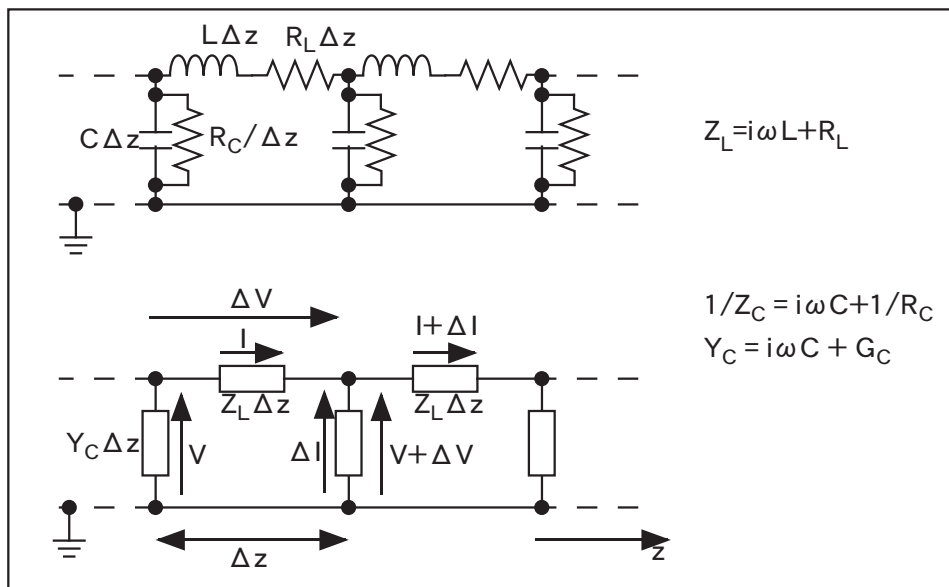 LΔz
R_LΔz
CΔz
R_C/Δz
Z_L=iωL+R_L
ΔV
I
I+ΔI
1/Z_C = iωC+1/R_C
Y_C = iωC + G_C
Z_LΔz
Z_LΔz
Y_CΔz
V
ΔI
V+ΔV
Δz
z